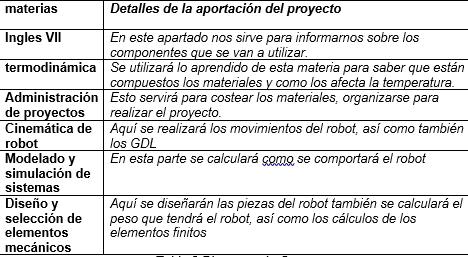 materias Detalles de la aportación del proyecto
Ingles VII En este apartado nos sirve para informarnos sobre los
componentes que se van a utilizar.
termodinámica Se utilizará lo aprendido de esta materia para saber que están
compuestos los materiales y como los afecta la temperatura.
Administración Esto servirá para costear los materiales, organizarse para
de proyectos realizar el proyecto.
Cinemática de Aquí se realizará los movimientos del robot, así como también
robot los GDL
Modelado y En esta parte se calculará como se comportará el robot
simulación de
sistemas
Diseño y Aquí se diseñarán las piezas del robot también se calculará el
selección de peso que tendrá el robot, así como los cálculos de los
elementos elementos finitos
mecánicos